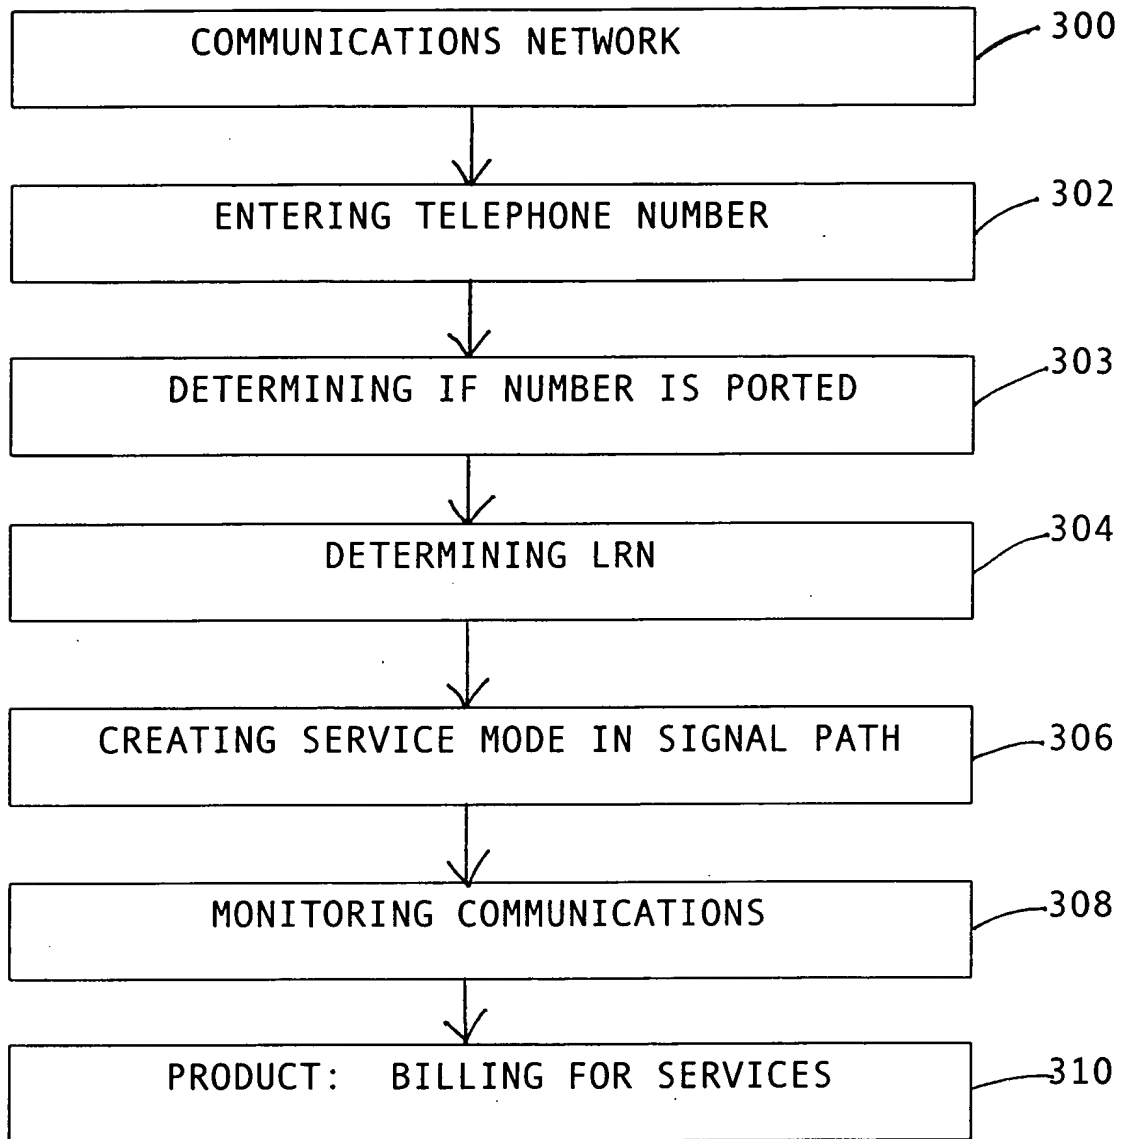 COMMUNICATIONS NETWORK 300
ENTERING TELEPHONE NUMBER 302
DETERMINING IF NUMBER IS PORTED 303
DETERMINING LRN 304
CREATING SERVICE MODE IN SIGNAL PATH 306
MONITORING COMMUNICATIONS 308
PRODUCT: BILLING FOR SERVICES 310